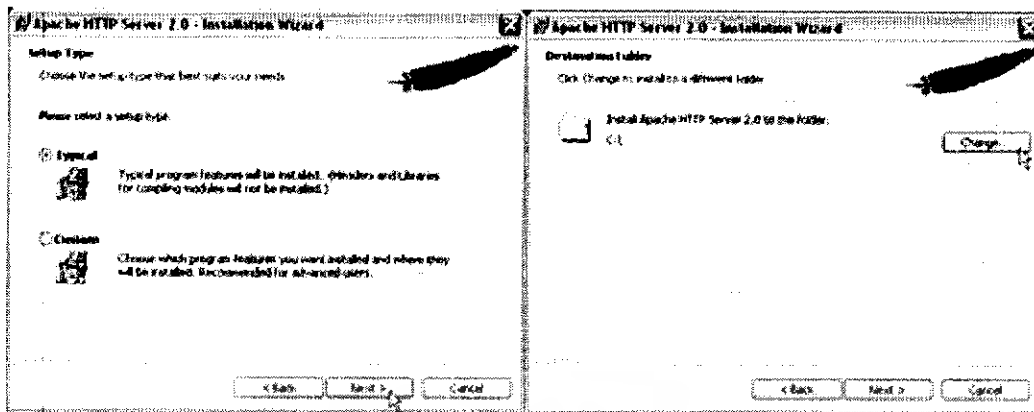 Apache HTTP Server 2.0 - Installation Wizard
Setup Type
Choose the setup type that best suits your needs
Please select a setup type.
Typical
Typical program features will be installed. (Headers and Libraries
for compiling modules will not be installed.)
Custom
Choose which program features you want installed and where they
will be installed. Recommended for advanced users.
< Back
Next >
Cancel
Apache HTTP Server 2.0 - Installation Wizard
Destination Folder
Click Change to install to a different folder
Install Apache HTTP Server 2.0 to the folder:
C:\
Change...
< Back
Next >
Cancel